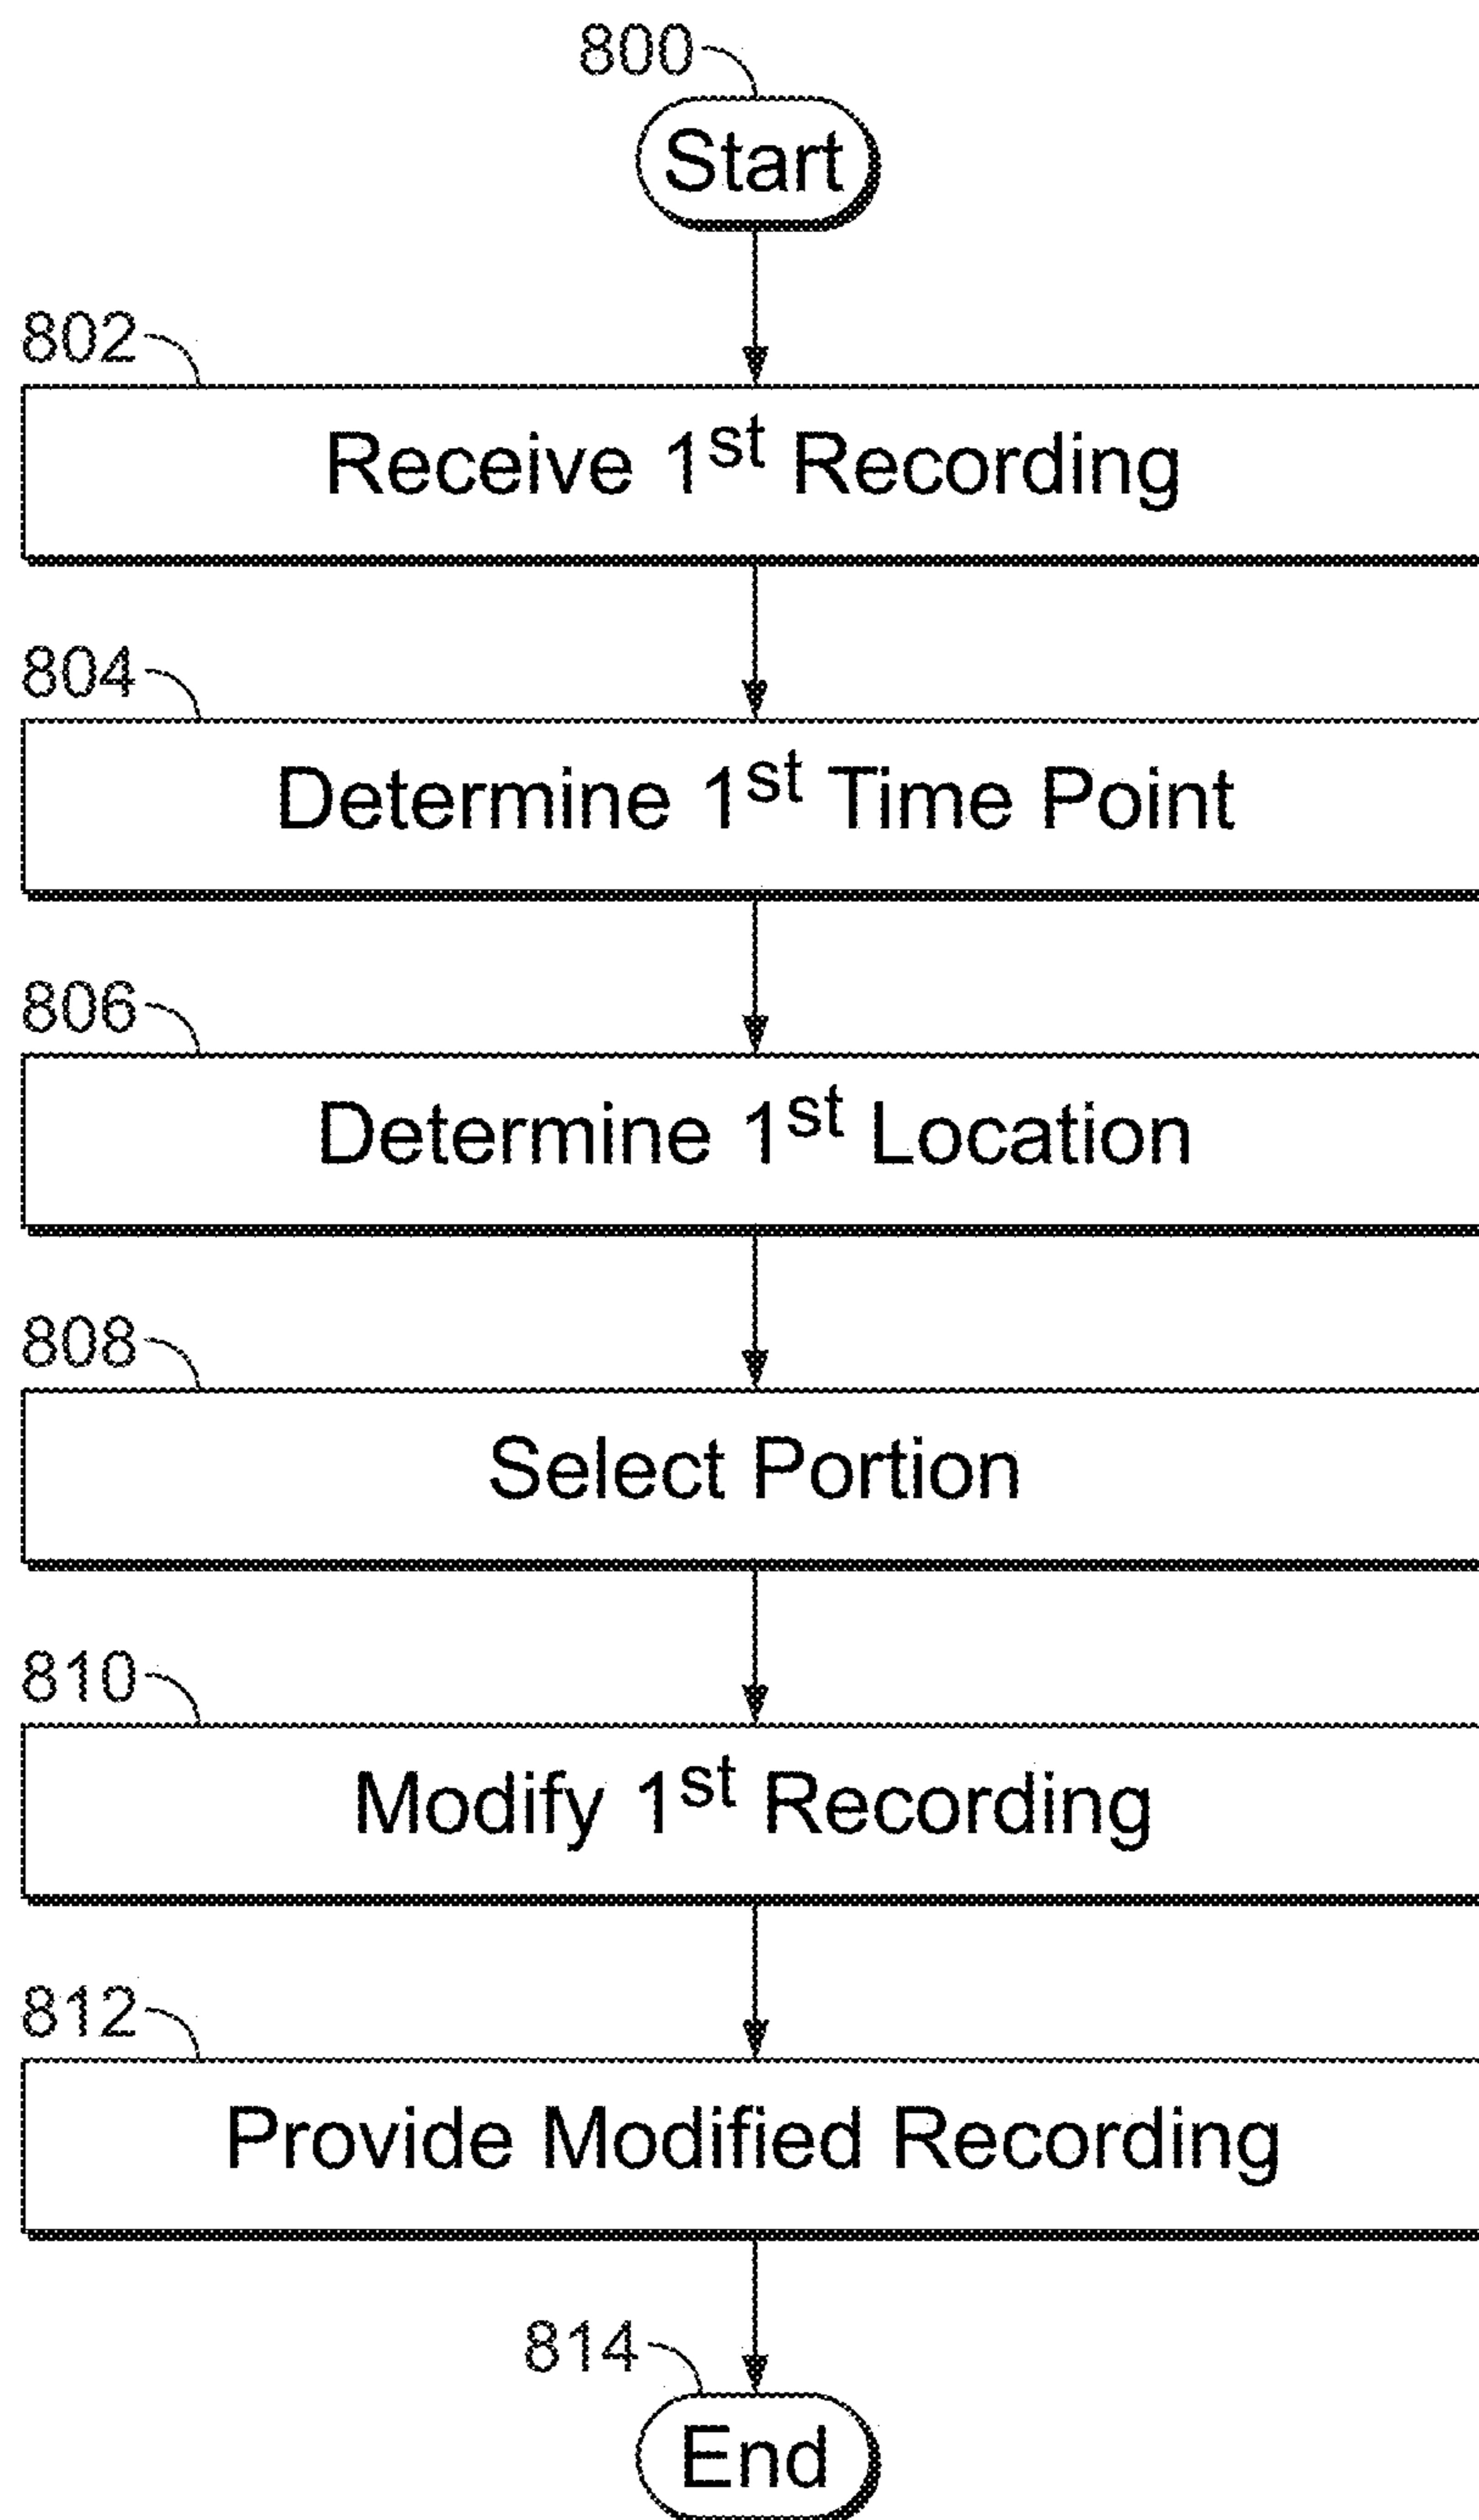 800
Start
802
Receive 1st Recording
804
Determine 1st Time Point
806
Determine 1st Location
808
Select Portion
810
Modify 1st Recording
812
Provide Modified Recording
814
End